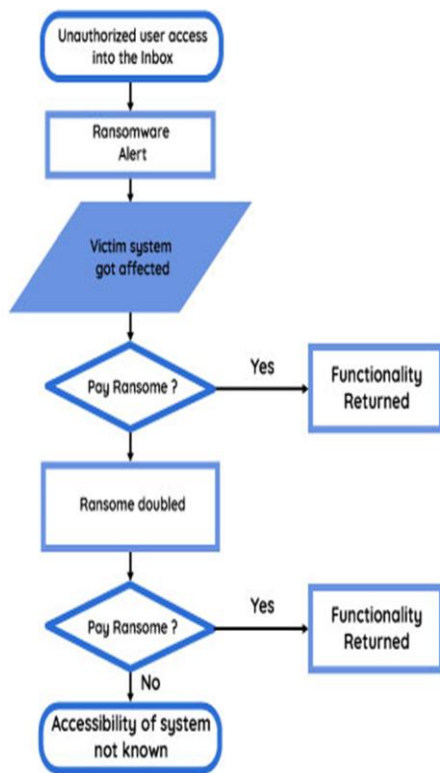 Unauthorized user access
into the Inbox
Ransomware
Alert
Victim system
got affected
Pay Ransome ?
Yes
Functionality
Returned
Ransome doubled
Pay Ransome ?
Yes
Functionality
Returned
No
Accessibility of system
not known